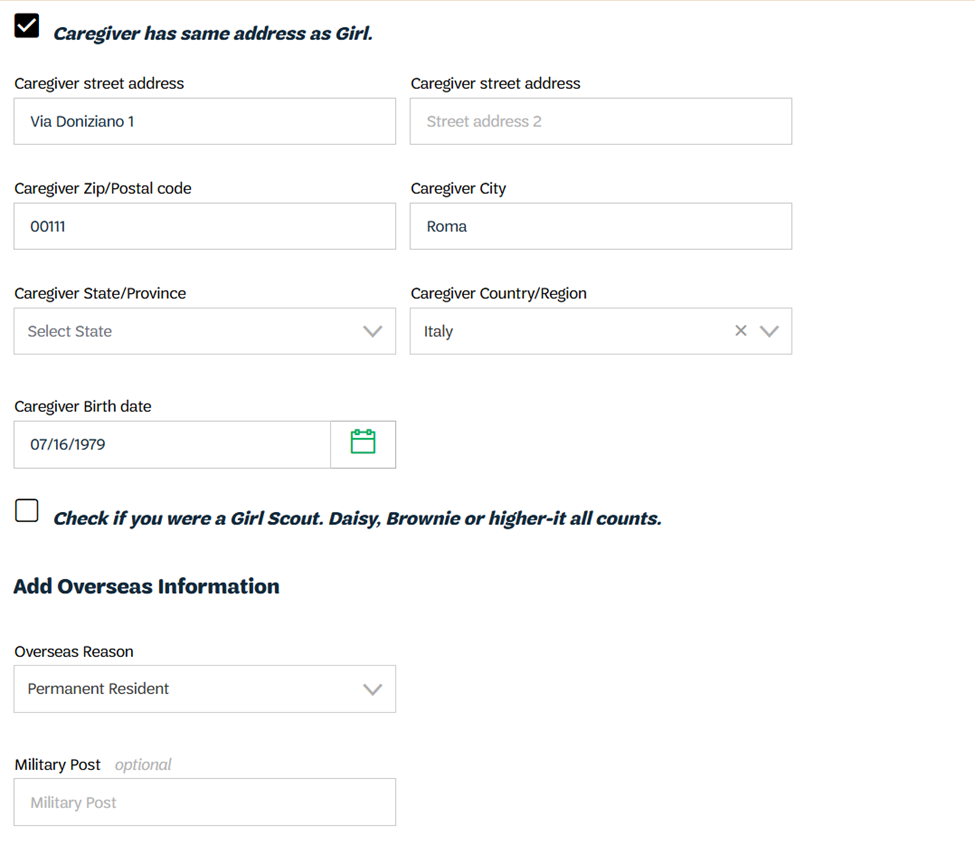 Caregiver has same address as Girl.
Caregiver street address
Via Doniziano 1
Caregiver street address
Street address 2
Caregiver Zip/Postal code
00111
Caregiver City
Roma
Caregiver State/Province
Select State
Caregiver Country/Region
Italy
Caregiver Birth date
07/16/1979
Check if you were a Girl Scout. Daisy, Brownie or higher-it all counts.
Add Overseas Information
Overseas Reason
Permanent Resident
Military Post optional
Military Post